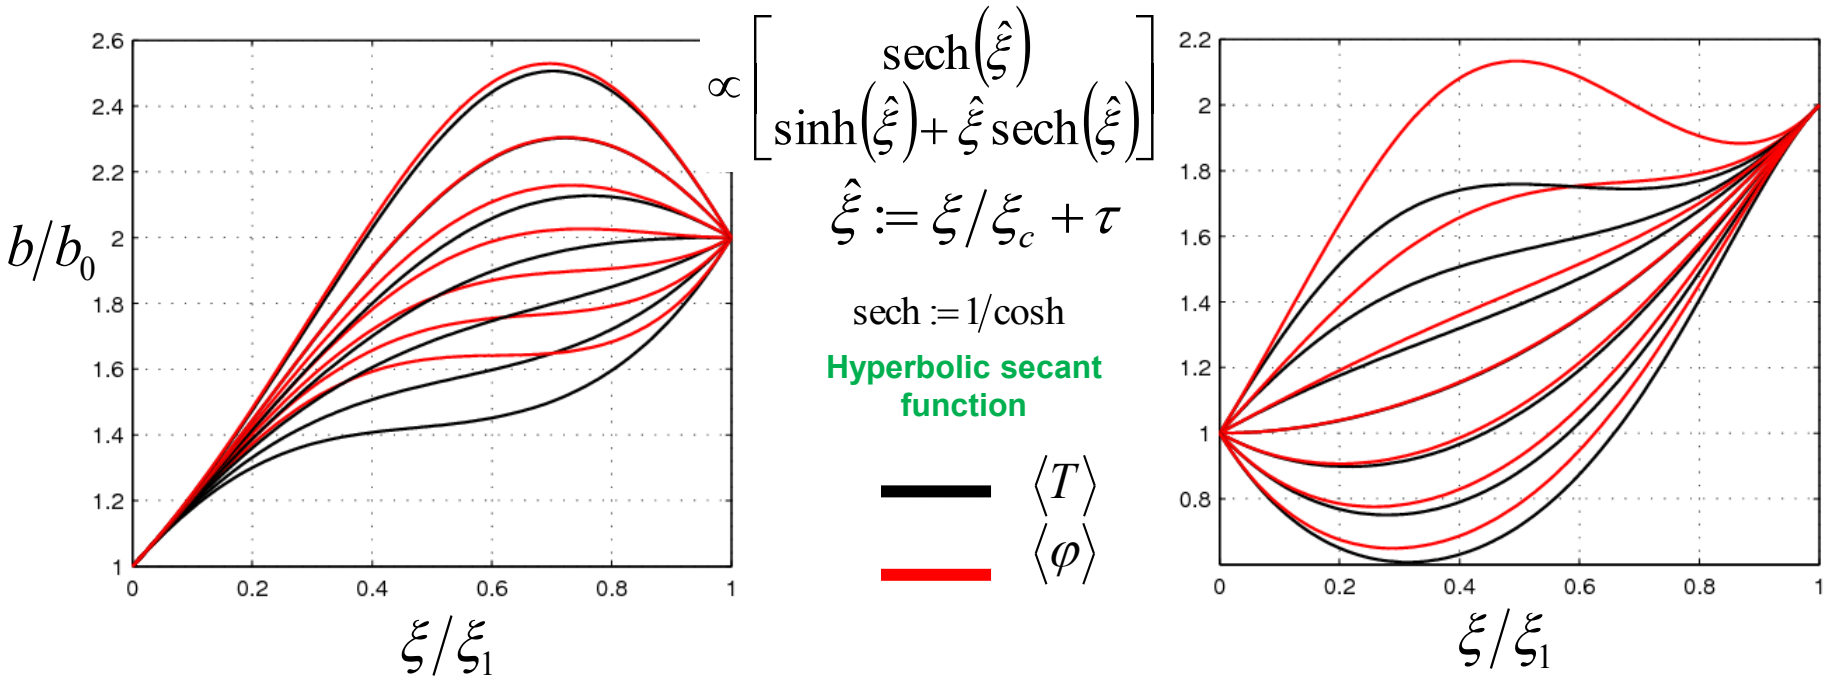 2.6
2.4
2.2
2
1.8
1.6
1.4
1.2
1
b/b₀
0 0.2 0.4 0.6 0.8 1
ξ/ξ₁
∝ [ sech(ξ̂)
sinh(ξ̂) + ξ̂ sech(ξ̂) ]
ξ̂ := ξ/ξ_c + τ
sech := 1/cosh
Hyperbolic secant
function
⟨T⟩
⟨φ⟩
2.2
2
1.8
1.6
1.4
1.2
1
0.8
0 0.2 0.4 0.6 0.8 1
ξ/ξ₁